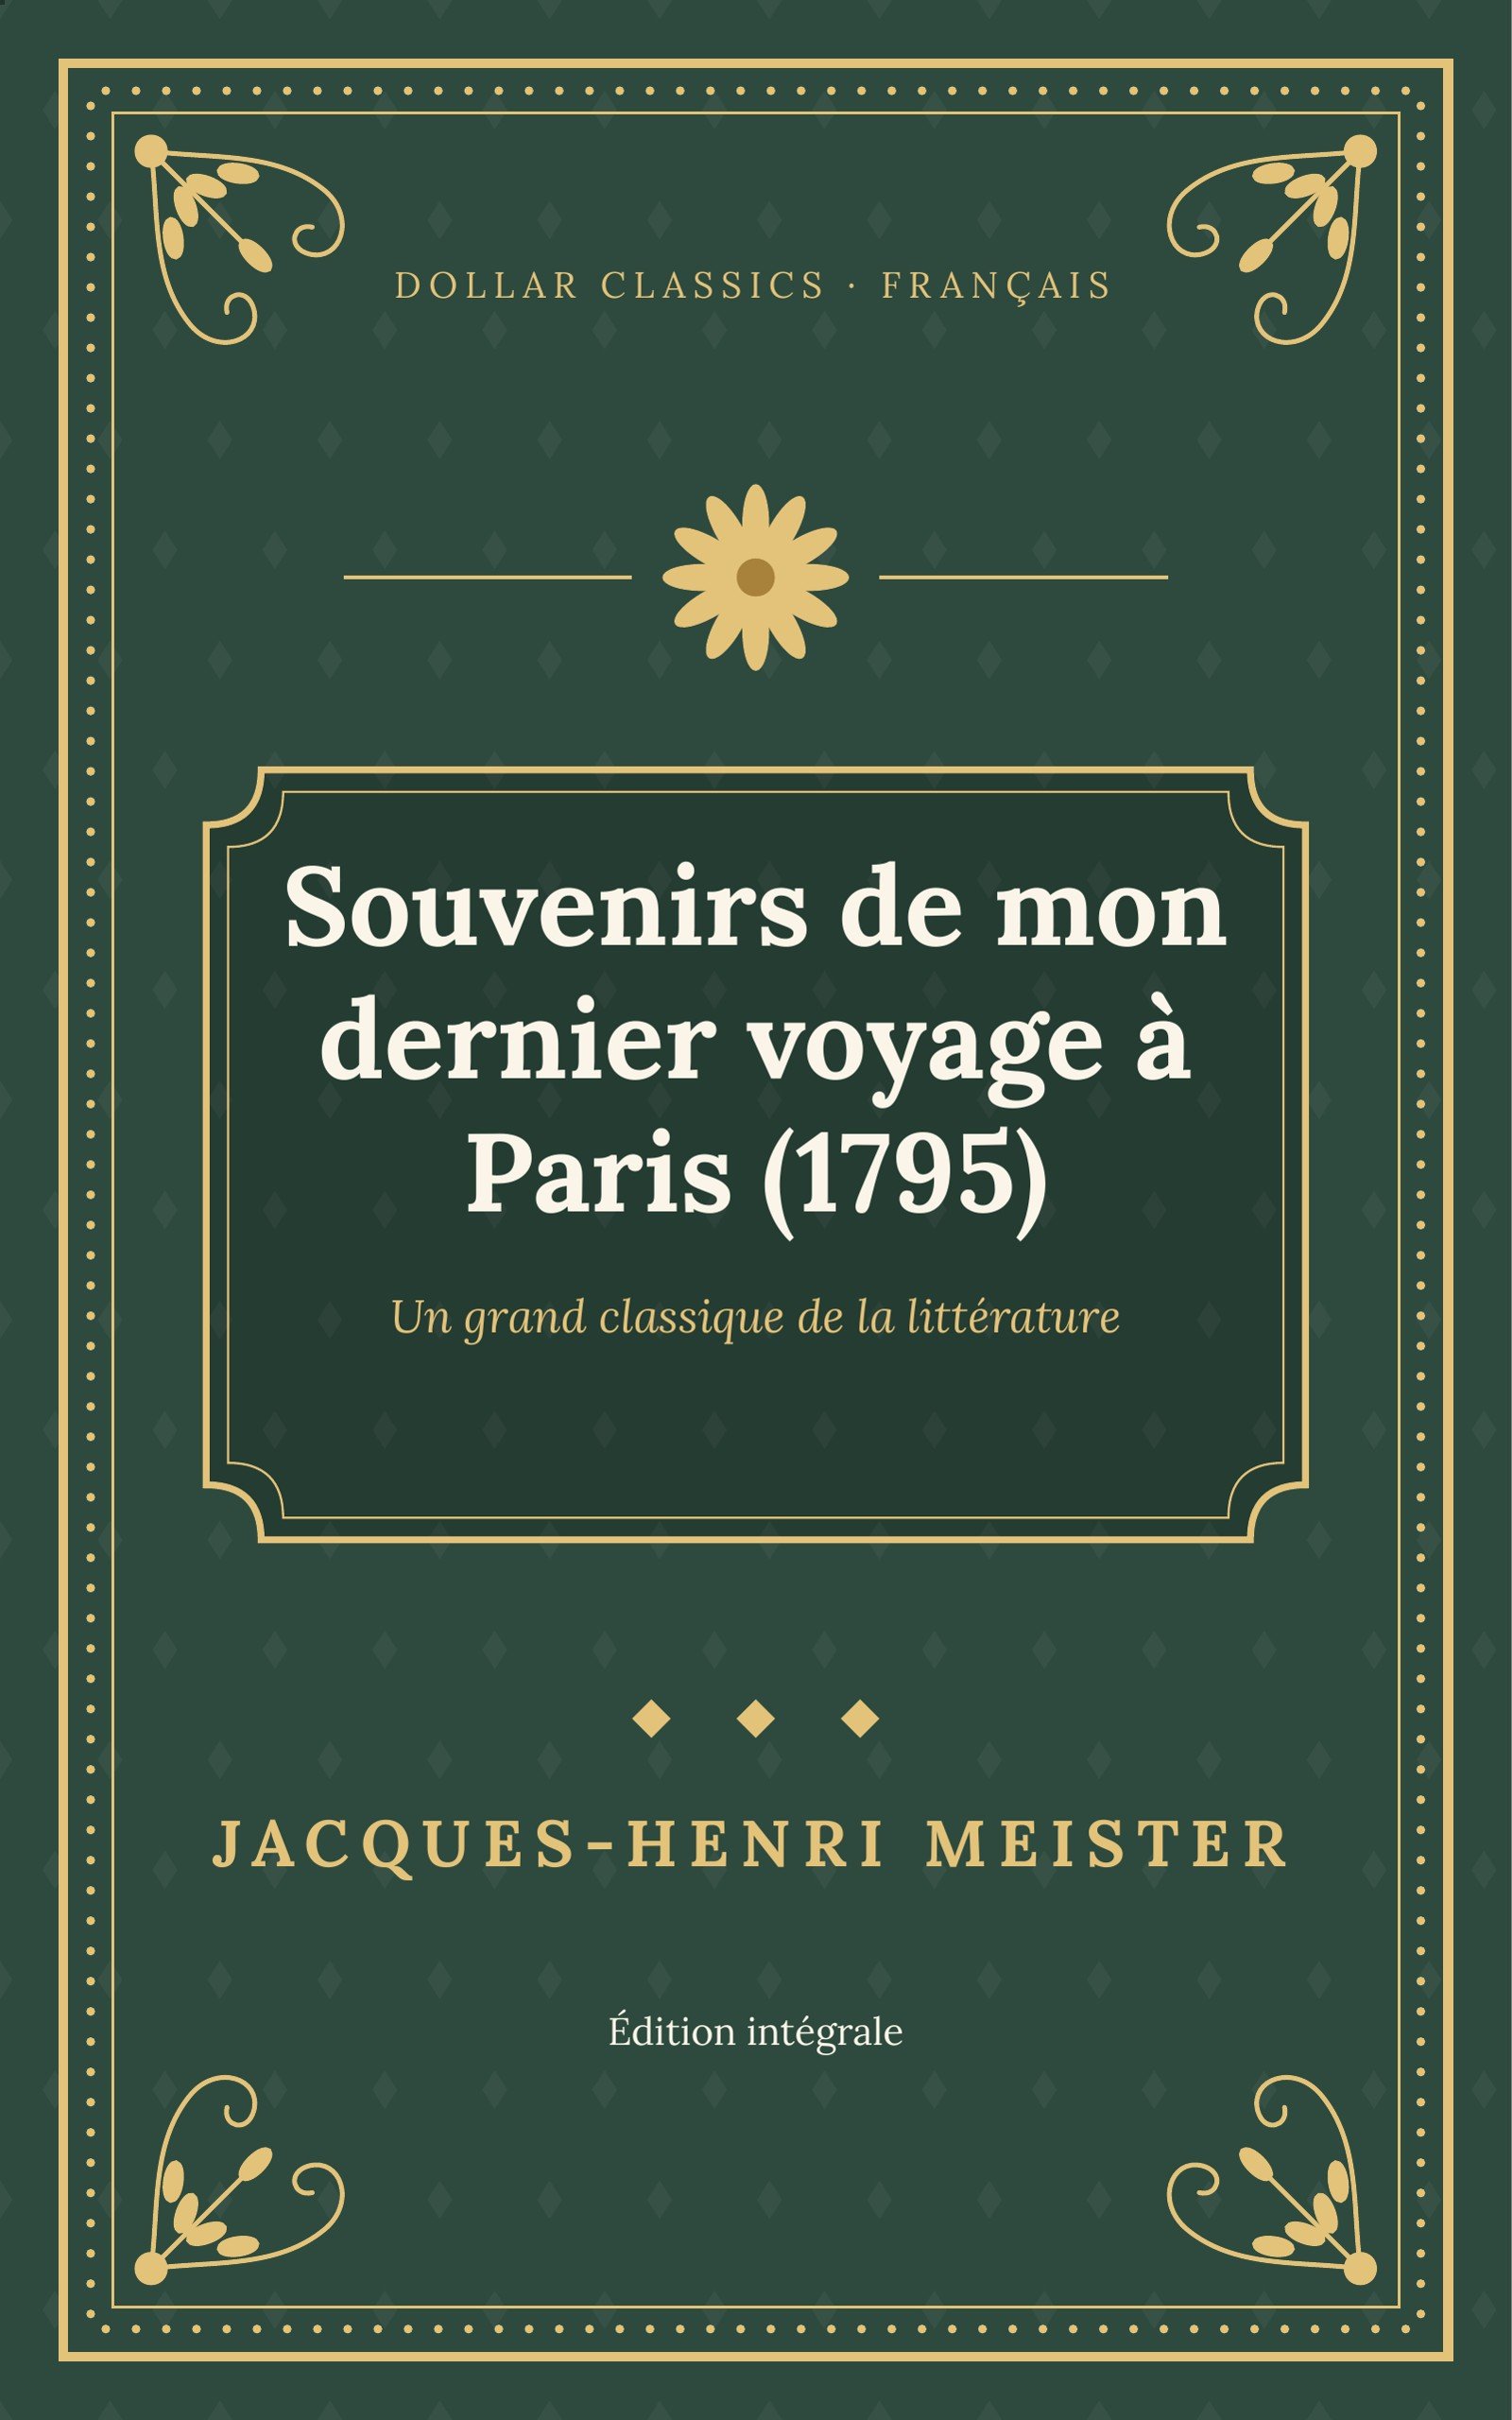 DOLLAR CLASSICS · FRANÇAIS
Souvenirs de mon
dernier voyage à
Paris (1795)
Un grand classique de la littérature
JACQUES-HENRI MEISTER
Édition intégrale